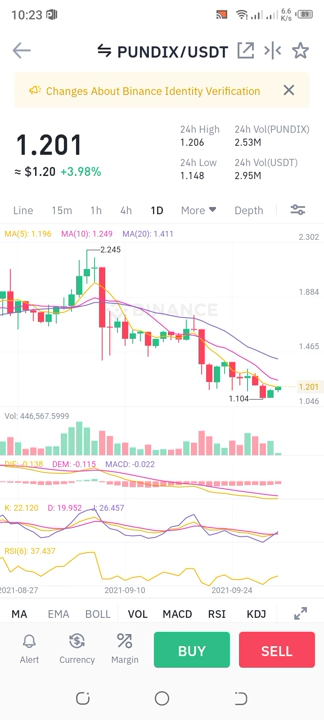 10:23
6.6
K/s
89
PUNDIX/USDT
Changes About Binance Identity Verification
1.201
≈ $1.20 +3.98%
24h High
1.206
24h Vol(PUNDIX)
2.53M
24h Low
1.148
24h Vol(USDT)
2.95M
Line 15m 1h 4h 1D More Depth
MA(5): 1.196 MA(10): 1.249 MA(20): 1.411
2.302
2.245
1.884
BINANCE
1.465
1.201
1.104
1.046
Vol: 446,567.5999
DIF: -0.138 DEM: -0.115 MACD: -0.022
K: 22.120 D: 19.952 J: 26.457
RSI(6): 37.437
2021-08-27 2021-09-10 2021-09-24
MA EMA BOLL VOL MACD RSI KDJ
Alert Currency Margin BUY SELL